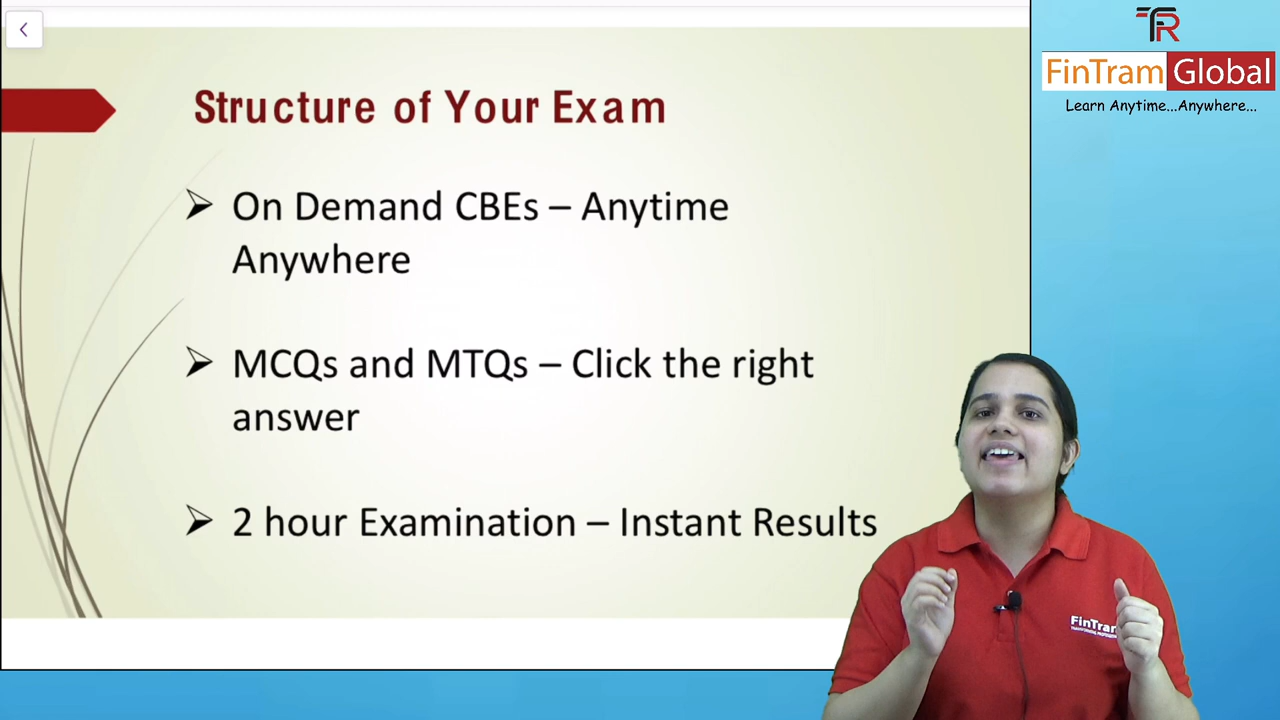 Structure of Your Exam
On Demand CBEs – Anytime
Anywhere
MCQs and MTQs – Click the right
answer
2 hour Examination – Instant Results
FinTram Global
Learn Anytime...Anywhere...
FinTram